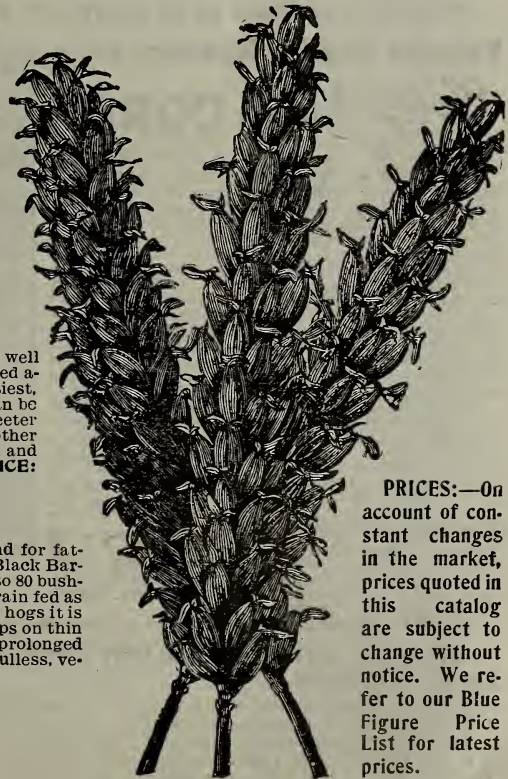 well
ed a-
iest,
n be
eeter
ther
and
ICE:
nd for fat-
Black Bar-
o 80 bush-
rain fed as
hogs it is
ps on thin
prolonged
ulless, ve-
PRICES:—On
account of con-
stant changes
in the market,
prices quoted in
this catalog
are subject to
change without
notice. We re-
fer to our Blue
Figure Price
List for latest
prices.